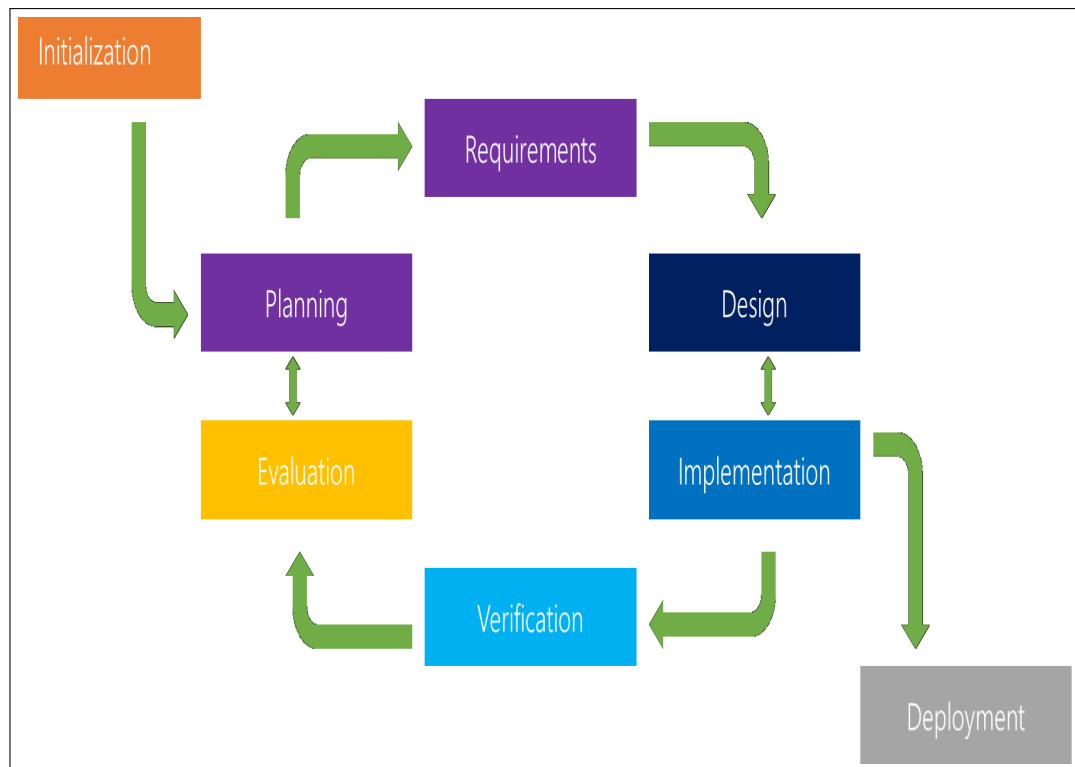 Initialization
Requirements
Planning
Design
Evaluation
Implementation
Verification
Deployment